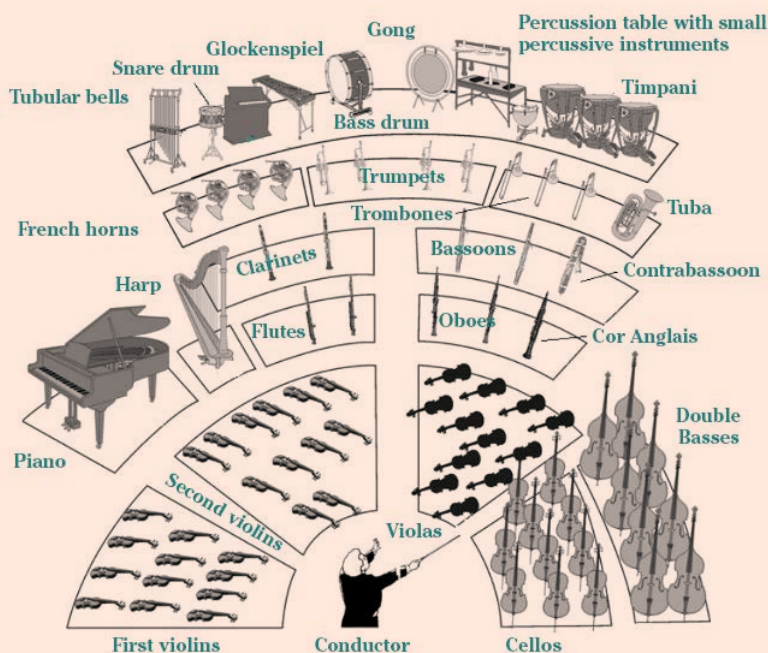 Gong
Percussion table with small
percussive instruments
Glockenspiel
Snare drum
Tubular bells
Timpani
Bass drum
Trumpets
French horns
Trombones
Tuba
Clarinets
Bassoons
Contrabassoon
Harp
Flutes
Oboes
Cor Anglais
Piano
Double
Basses
Second violins
Violas
First violins
Conductor
Cellos